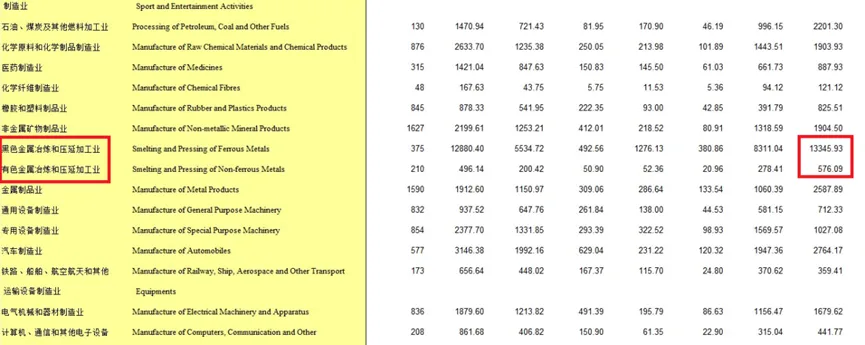 制造业 Sport and Entertainment Activities
石油、煤炭及其他燃料加工业 Processing of Petroleum, Coal and Other Fuels 130 1470.94 721.43 81.95 170.90 46.19 996.15 2201.30
化学原料和化学制品制造业 Manufacture of Raw Chemical Materials and Chemical Products 876 2633.70 1235.38 250.05 213.98 101.89 1443.51 1903.93
医药制造业 Manufacture of Medicines 315 1421.04 847.63 150.83 145.50 61.03 661.73 887.93
化学纤维制造业 Manufacture of Chemical Fibres 48 167.63 43.75 5.75 11.53 5.36 94.12 121.12
橡胶和塑料制品业 Manufacture of Rubber and Plastics Products 845 878.33 541.95 222.35 93.00 42.85 391.79 825.51
非金属矿物制品业 Manufacture of Non-metallic Mineral Products 1627 2199.61 1253.21 412.01 218.52 80.91 1318.59 1904.50
黑色金属冶炼和压延加工业 Smelting and Pressing of Ferrous Metals 375 12880.40 5534.72 492.56 1276.13 380.86 8311.04 13345.93
有色金属冶炼和压延加工业 Smelting and Pressing of Non-ferrous Metals 210 496.14 200.42 50.90 52.36 20.96 278.41 576.09
金属制品业 Manufacture of Metal Products 1590 1912.60 1150.97 309.06 286.64 133.54 1060.39 2587.89
通用设备制造业 Manufacture of General Purpose Machinery 832 937.52 647.76 261.84 138.00 44.53 581.15 712.33
专用设备制造业 Manufacture of Special Purpose Machinery 854 2377.70 1331.85 293.39 322.52 98.93 1569.57 1027.08
汽车制造业 Manufacture of Automobiles 577 3146.38 1992.16 629.04 231.22 120.32 1947.36 2764.17
铁路、船舶、航空航天和其他 Manufacture of Railway, Ship, Aerospace and Other Transport 173 656.64 448.02 167.37 115.70 24.80 370.62 359.41
运输设备制造业 Equipments
电气机械和器材制造业 Manufacture of Electrical Machinery and Apparatus 836 1879.60 1213.82 491.39 195.79 86.63 1156.47 1679.62
计算机、通信和其他电子设备 Manufacture of Computers, Communication and Other 208 861.68 406.82 150.90 61.35 22.90 315.04 441.77